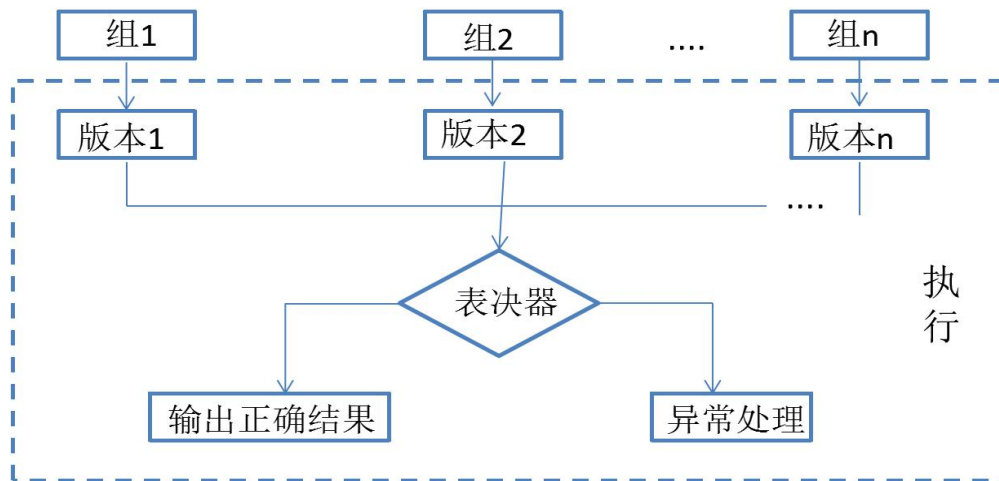 组1
组2
....
组n
版本1
版本2
版本n
....
表决器
执
行
输出正确结果
异常处理